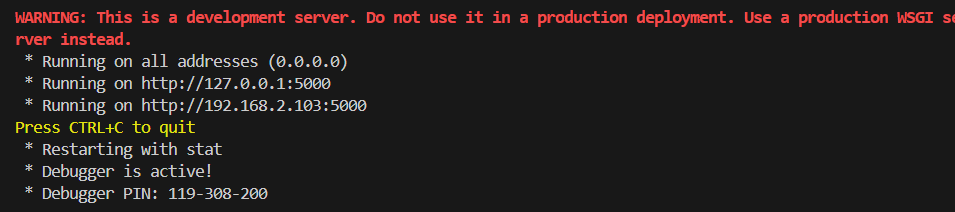 WARNING: This is a development server. Do not use it in a production deployment. Use a production WSGI se
rver instead.
 * Running on all addresses (0.0.0.0)
 * Running on http://127.0.0.1:5000
 * Running on http://192.168.2.103:5000
Press CTRL+C to quit
 * Restarting with stat
 * Debugger is active!
 * Debugger PIN: 119-308-200